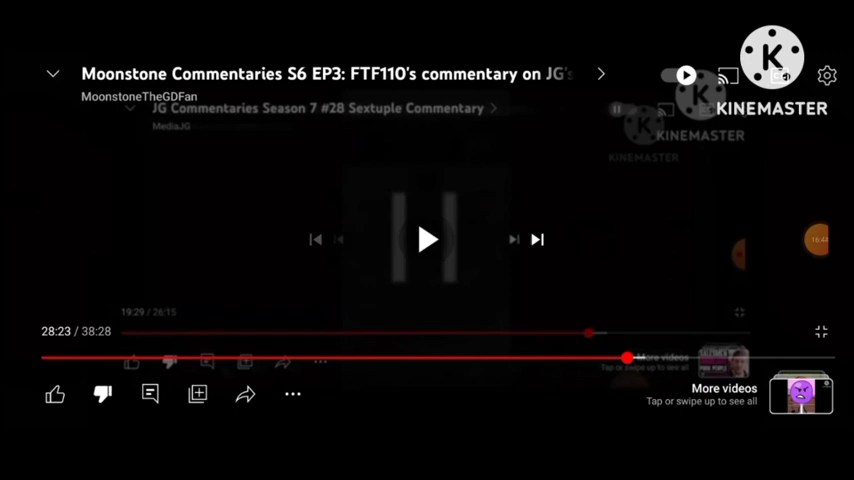 Moonstone Commentaries S6 EP3: FTF110's commentary on JG's
MoonstoneTheGDFan
KINEMASTER
JG Commentaries Season 7 #28 Sextuple Commentary
MediaJG
KINEMASTER
KINEMASTER
16:44
19:29 / 26:15
28:23 / 38:28
More videos
Tap or swipe up to see all
More videos
Tap or swipe up to see all